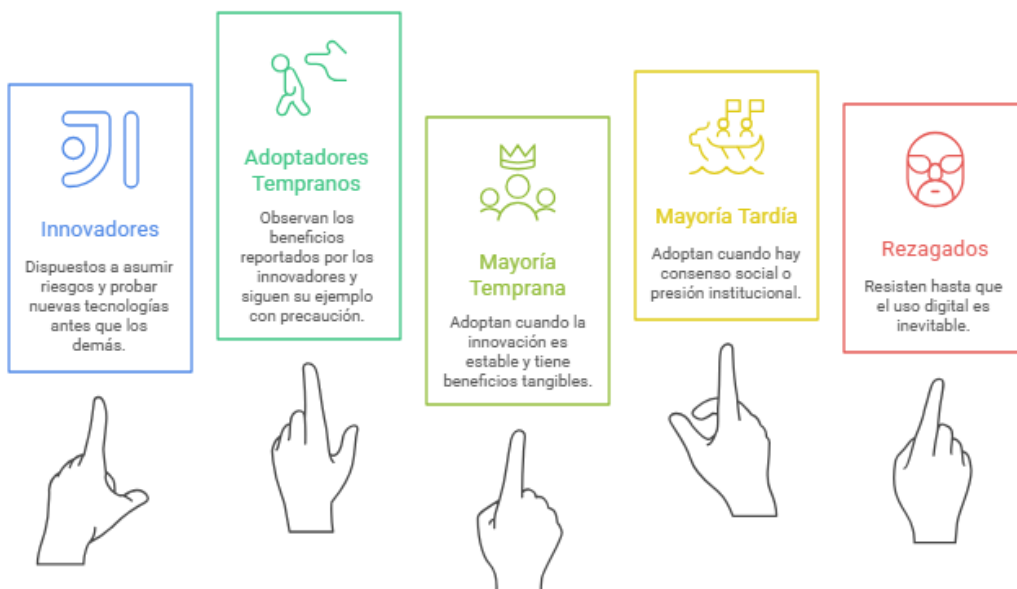 Innovadores
Dispuestos a asumir
riesgos y probar
nuevas tecnologías
antes que los
demás.
Adoptadores
Tempranos
Observan los
beneficios
reportados por los
innovadores y
siguen su ejemplo
con precaución.
Mayoría
Temprana
Adoptan cuando la
innovación es
estable y tiene
beneficios tangibles.
Mayoría Tardía
Adoptan cuando hay
consenso social o
presión institucional.
Rezagados
Resisten hasta que
el uso digital es
inevitable.